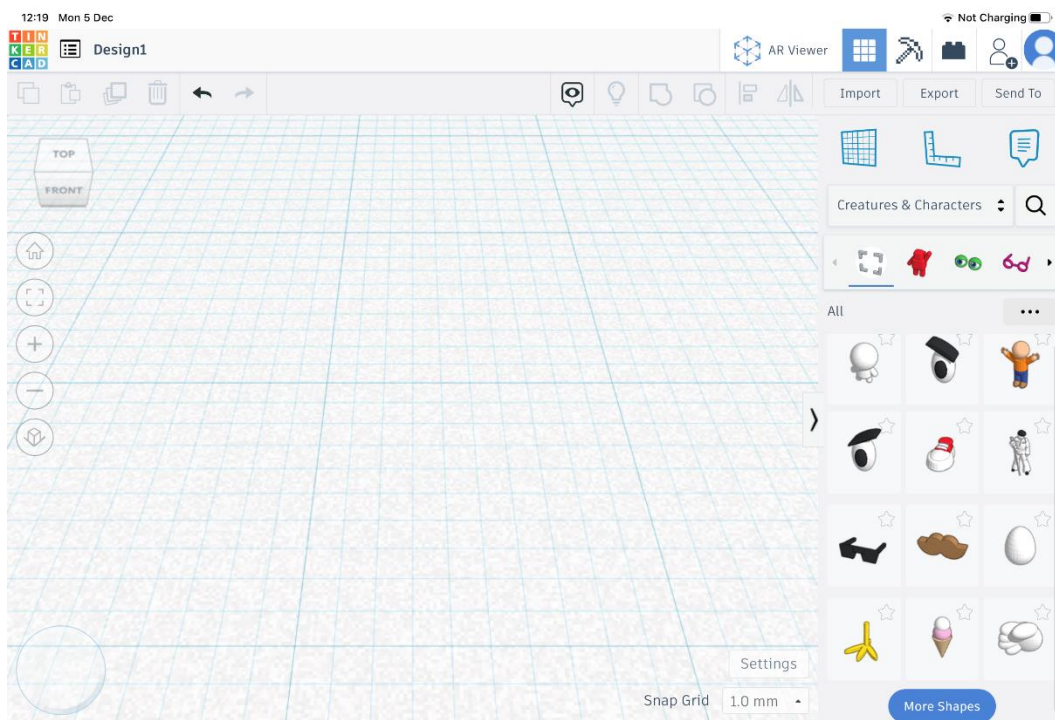 12:19 Mon 5 Dec
Not Charging
TIN
KER
CAD
Design1
AR Viewer
Import
Export
Send To
TOP
FRONT
Creatures & Characters
All
Settings
Snap Grid
1.0 mm
More Shapes